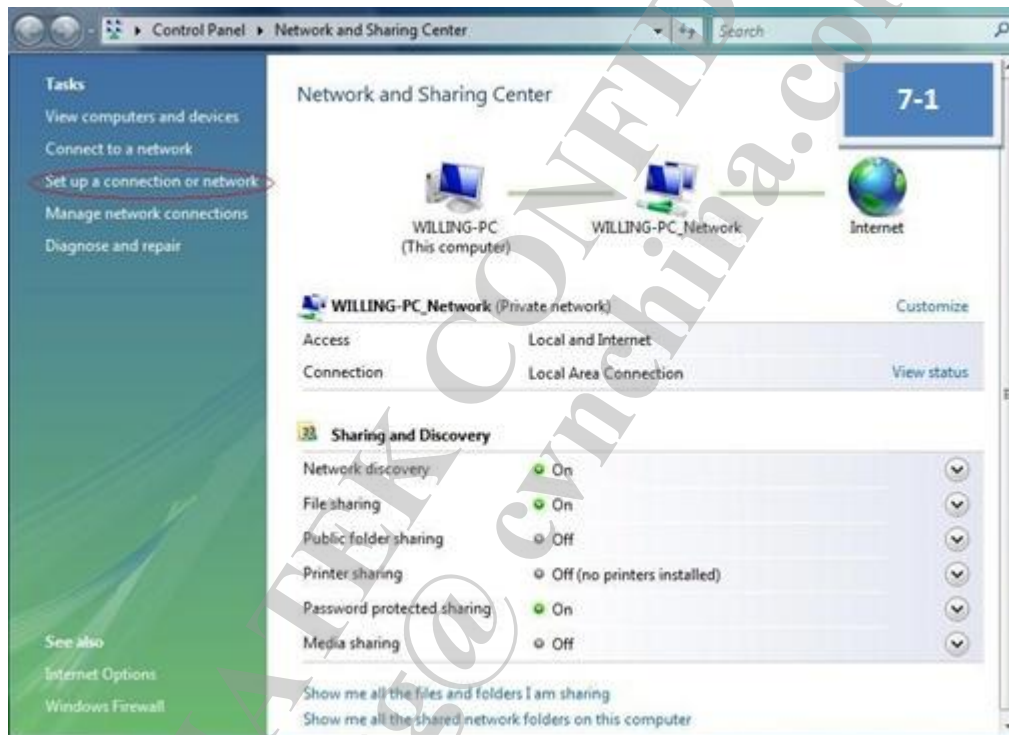 Control Panel ▸ Network and Sharing Center
Search
Tasks
View computers and devices
Connect to a network
Set up a connection or network
Manage network connections
Diagnose and repair
See also
Internet Options
Windows Firewall
Network and Sharing Center
7-1
WILLING-PC
(This computer)
WILLING-PC_Network
Internet
WILLING-PC_Network (Private network)
Customize
Access Local and Internet
Connection Local Area Connection View status
Sharing and Discovery
Network discovery On
File sharing On
Public folder sharing Off
Printer sharing Off (no printers installed)
Password protected sharing On
Media sharing Off
Show me all the files and folders I am sharing
Show me all the shared network folders on this computer